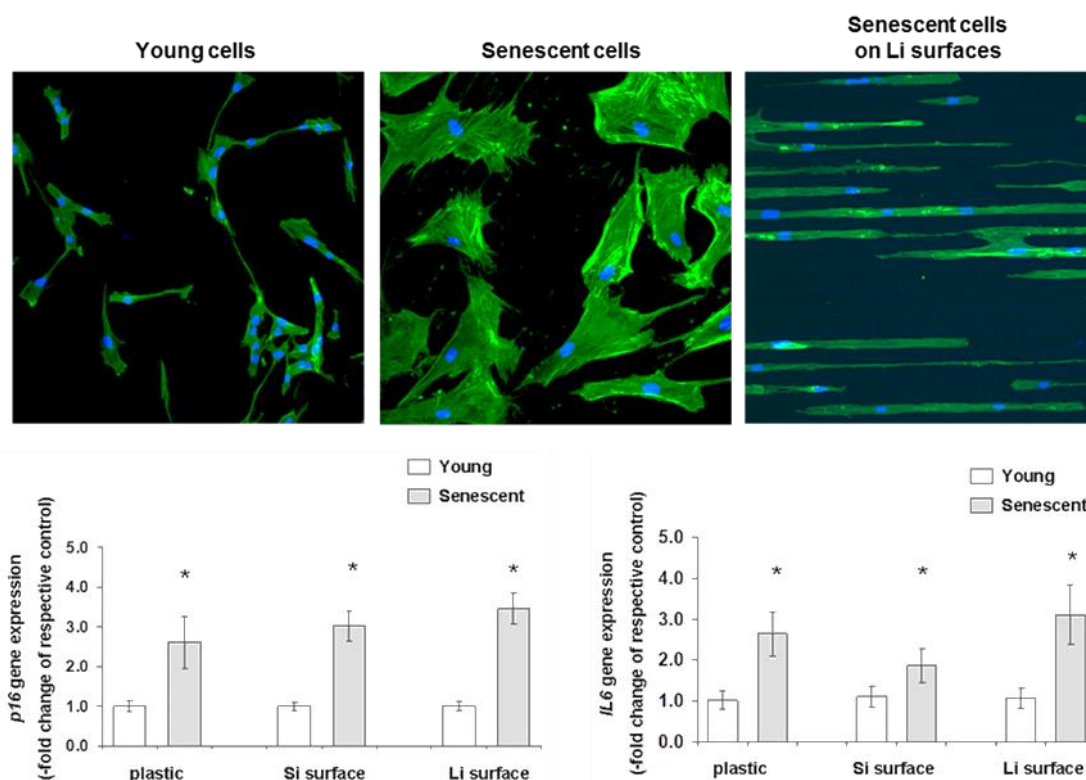 Young cells
Senescent cells
Senescent cells
on Li surfaces
Young
Senescent
p16 gene expression
(-fold change of respective control)
5.0
4.0
3.0
2.0
1.0
0.0
*
*
*
plastic
Si surface
Li surface
Young
Senescent
IL6 gene expression
(-fold change of respective control)
5.0
4.0
3.0
2.0
1.0
0.0
*
*
*
plastic
Si surface
Li surface